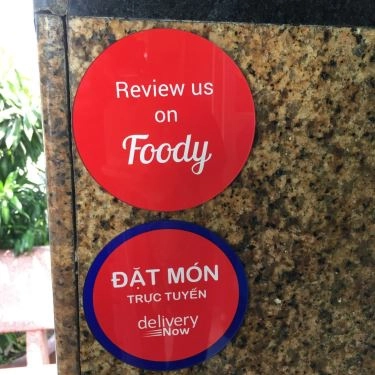 Review us
on
Foody
ĐẶT MÓN
TRỰC TUYẾN
delivery
Now